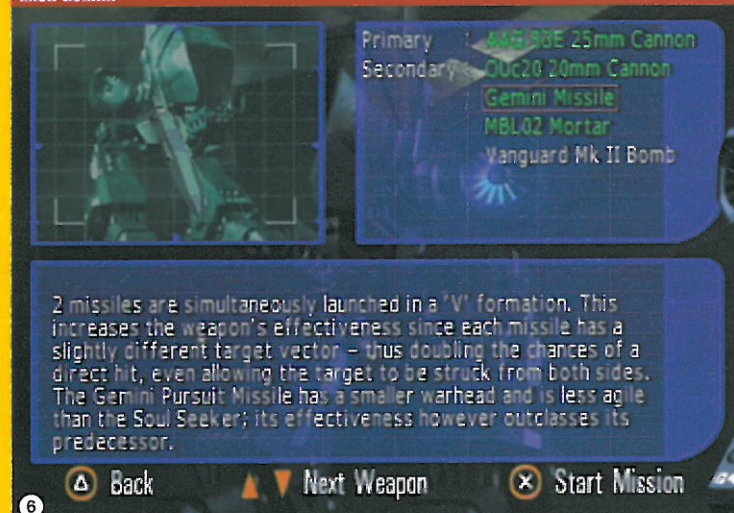 Primary :
25mm Cannon
Secondary : OUc20 20mm Cannon
Gemini Missile
MBL02 Mortar
Vanguard Mk II Bomb
2 missiles are simultaneously launched in a 'V' formation. This
increases the weapon's effectiveness since each missile has a
slightly different target vector – thus doubling the chances of a
direct hit, even allowing the target to be struck from both sides.
The Gemini Pursuit Missile has a smaller warhead and is less agile
than the Soul Seeker; its effectiveness however outclasses its
predecessor.
Back
Next Weapon
Start Mission
6